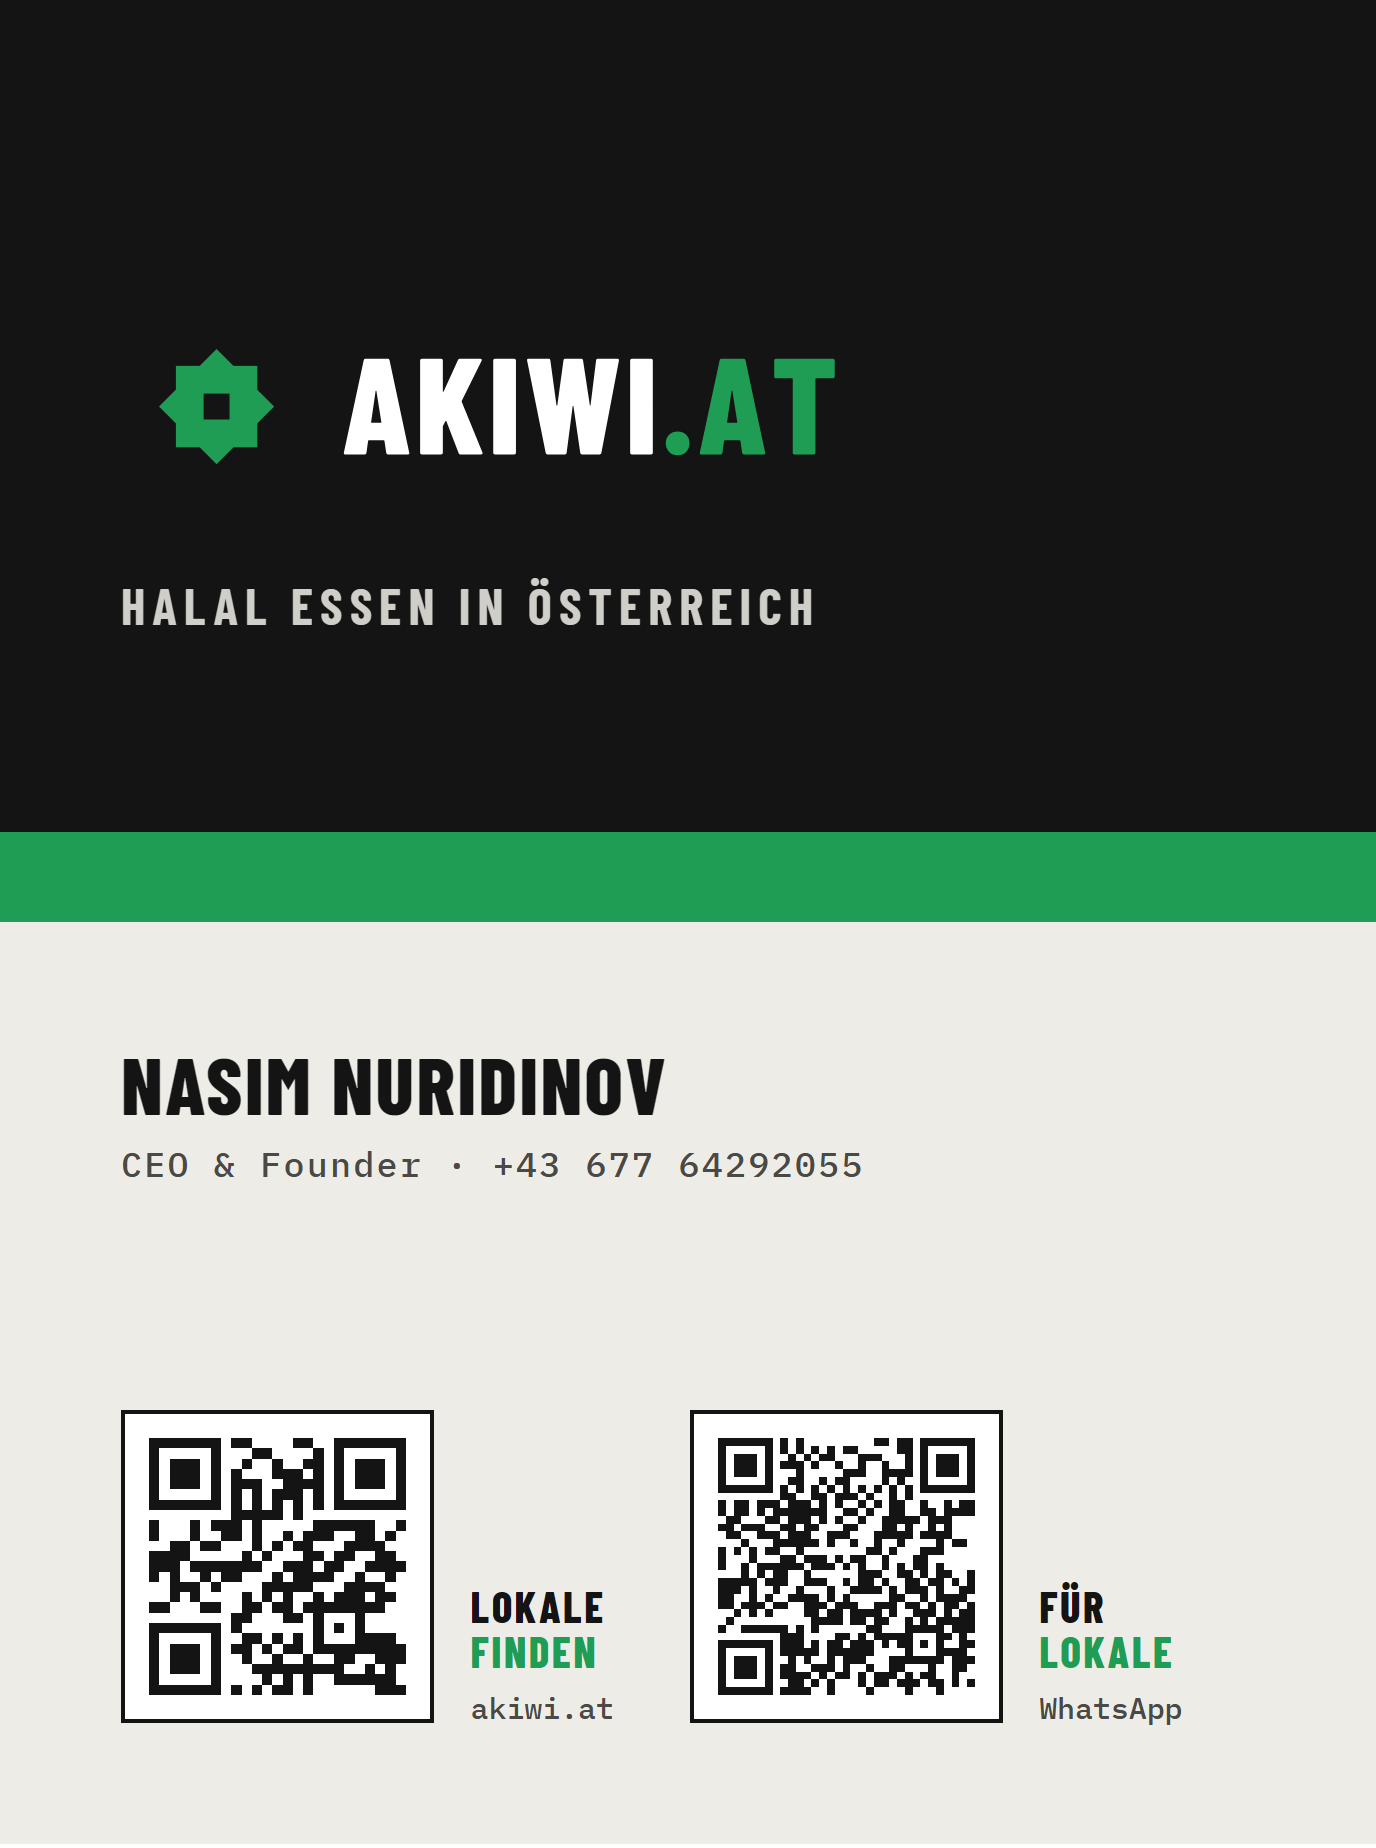 AKIWI.AT
HALAL ESSEN IN ÖSTERREICH
NASIM NURIDINOV
CEO & Founder · +43 677 64292055
LOKALE
FINDEN
akiwi.at
FÜR
LOKALE
WhatsApp